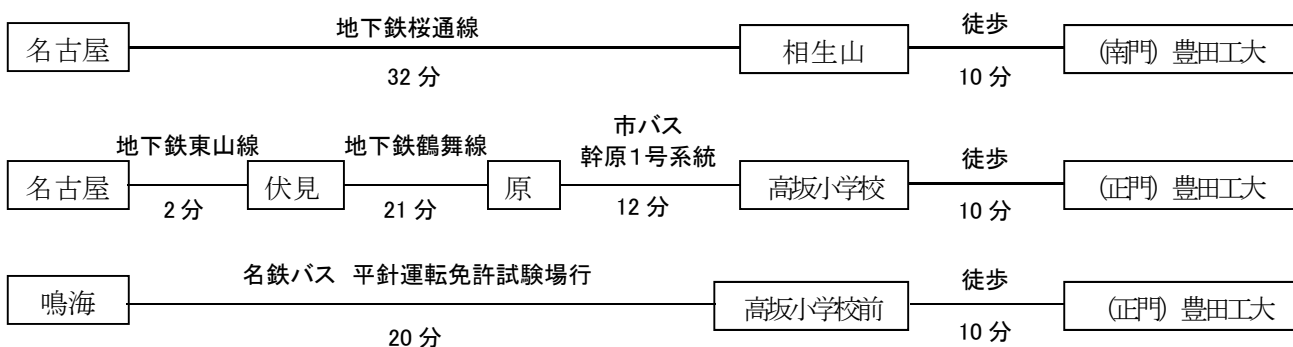 地下鉄桜通線 徒歩
名古屋 相生山 (南門) 豊田工大
32 分 10 分
市バス
地下鉄東山線 地下鉄鶴舞線 幹原1号系統 徒歩
名古屋 伏見 原 高坂小学校 (正門) 豊田工大
2 分 21 分 12 分 10 分
名鉄バス 平針運転免許試験場行 徒歩
鳴海 高坂小学校前 (正門) 豊田工大
20 分 10 分